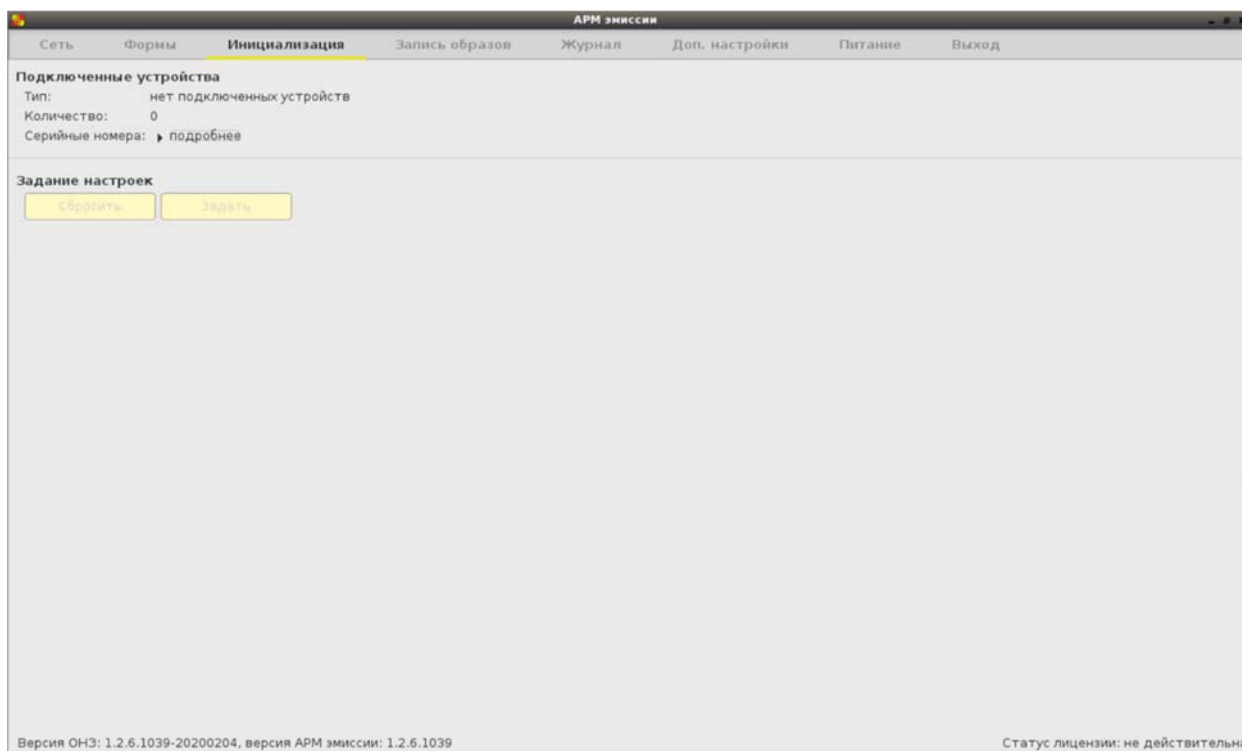 АРМ эмиссии
Сеть Формы Инициализация Запись образов Журнал Доп. настройки Питание Выход
Подключенные устройства
Тип: нет подключенных устройств
Количество: 0
Серийные номера: подробнее
Задание настроек
Сбросить Задать
Версия ОНЗ: 1.2.6.1039-20200204, версия АРМ эмиссии: 1.2.6.1039
Статус лицензии: не действительн